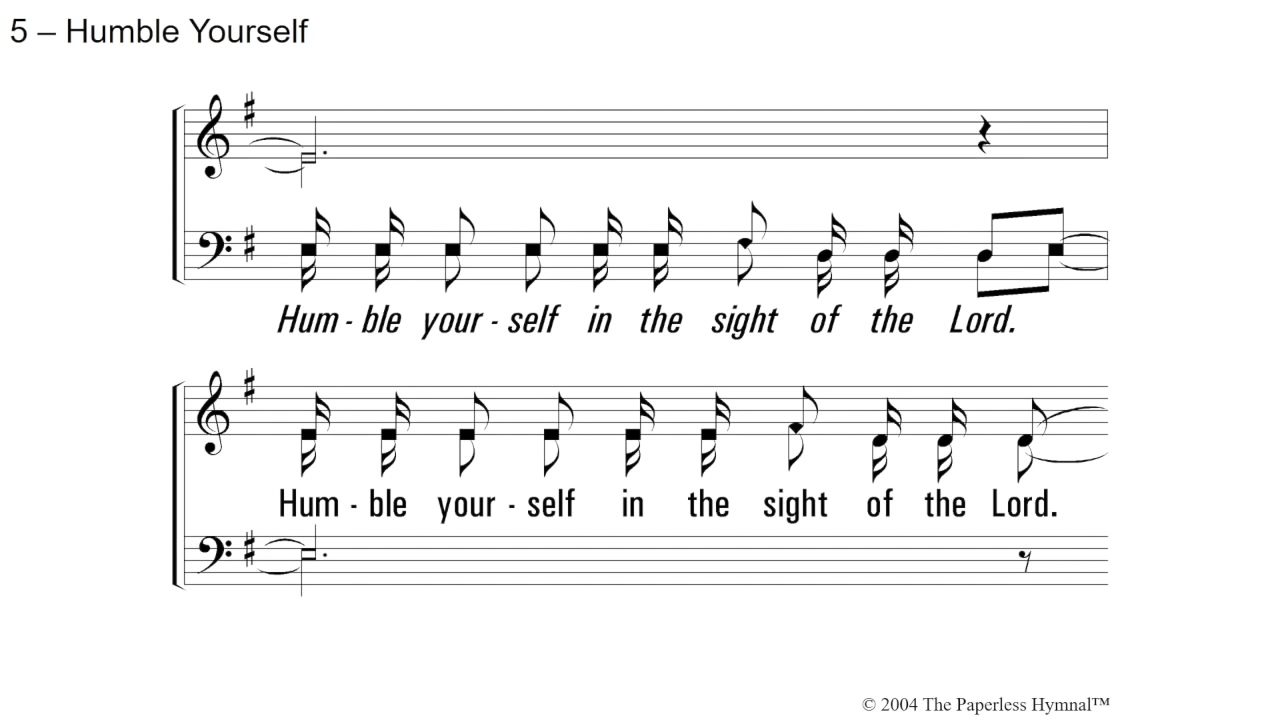 5 – Humble Yourself
Hum - ble your - self in the sight of the Lord.
Hum - ble your - self in the sight of the Lord.
© 2004 The Paperless Hymnal™